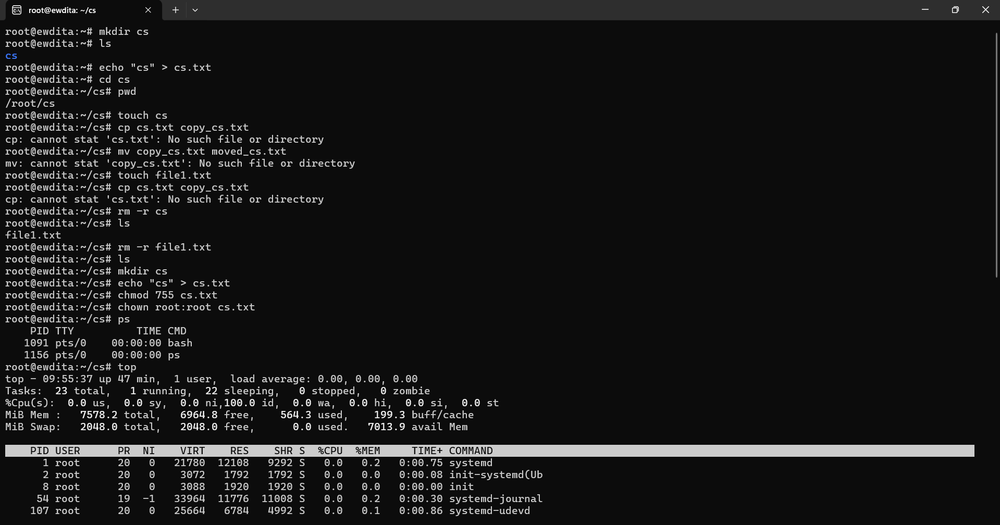 root@ewdita: ~/cs
root@ewdita:~# mkdir cs
root@ewdita:~# ls
cs
root@ewdita:~# echo "cs" > cs.txt
root@ewdita:~# cd cs
root@ewdita:~/cs# pwd
/root/cs
root@ewdita:~/cs# touch cs
root@ewdita:~/cs# cp cs.txt copy_cs.txt
cp: cannot stat 'cs.txt': No such file or directory
root@ewdita:~/cs# mv copy_cs.txt moved_cs.txt
mv: cannot stat 'copy_cs.txt': No such file or directory
root@ewdita:~/cs# touch file1.txt
root@ewdita:~/cs# cp cs.txt copy_cs.txt
cp: cannot stat 'cs.txt': No such file or directory
root@ewdita:~/cs# rm -r cs
root@ewdita:~/cs# ls
file1.txt
root@ewdita:~/cs# rm -r file1.txt
root@ewdita:~/cs# ls
root@ewdita:~/cs# mkdir cs
root@ewdita:~/cs# echo "cs" > cs.txt
root@ewdita:~/cs# chmod 755 cs.txt
root@ewdita:~/cs# chown root:root cs.txt
root@ewdita:~/cs# ps
    PID TTY          TIME CMD
   1091 pts/0    00:00:00 bash
   1156 pts/0    00:00:00 ps
root@ewdita:~/cs# top
top - 09:55:37 up 47 min,  1 user,  load average: 0.00, 0.00, 0.00
Tasks:  23 total,   1 running,  22 sleeping,   0 stopped,   0 zombie
%Cpu(s):  0.0 us,  0.0 sy,  0.0 ni,100.0 id,  0.0 wa,  0.0 hi,  0.0 si,  0.0 st
MiB Mem :   7578.2 total,   6964.8 free,    564.3 used,    199.3 buff/cache
MiB Swap:   2048.0 total,   2048.0 free,      0.0 used.   7013.9 avail Mem
    PID USER      PR  NI    VIRT    RES    SHR S  %CPU  %MEM     TIME+ COMMAND
      1 root      20   0   21780  12108   9292 S   0.0   0.2   0:00.75 systemd
      2 root      20   0    3072   1792   1792 S   0.0   0.0   0:00.08 init-systemd(Ub
      8 root      20   0    3088   1920   1920 S   0.0   0.0   0:00.00 init
     54 root      19  -1   33964  11776  11008 S   0.0   0.2   0:00.30 systemd-journal
    107 root      20   0   25664   6784   4992 S   0.0   0.1   0:00.86 systemd-udevd